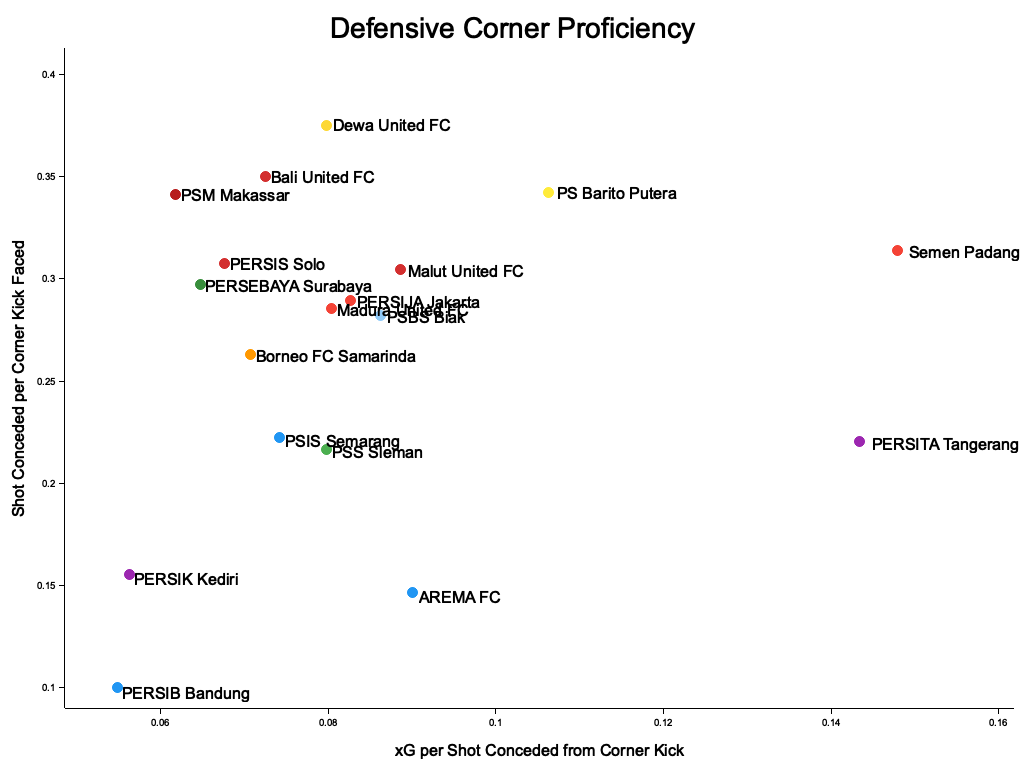 Defensive Corner Proficiency
0.4
Dewa United FC
0.35
Bali United FC
PSM Makassar
PS Barito Putera
Semen Padang
PERSIS Solo
Malut United FC
0.3
PERSEBAYA Surabaya
PERSIJA Jakarta
Madura United FC
PSBS Biak
Borneo FC Samarinda
0.25
PSIS Semarang
PERSITA Tangerang
PSS Sleman
0.2
PERSIK Kediri
0.15
AREMA FC
0.1
PERSIB Bandung
Shot Conceded per Corner Kick Faced
0.06 0.08 0.1 0.12 0.14 0.16
xG per Shot Conceded from Corner Kick